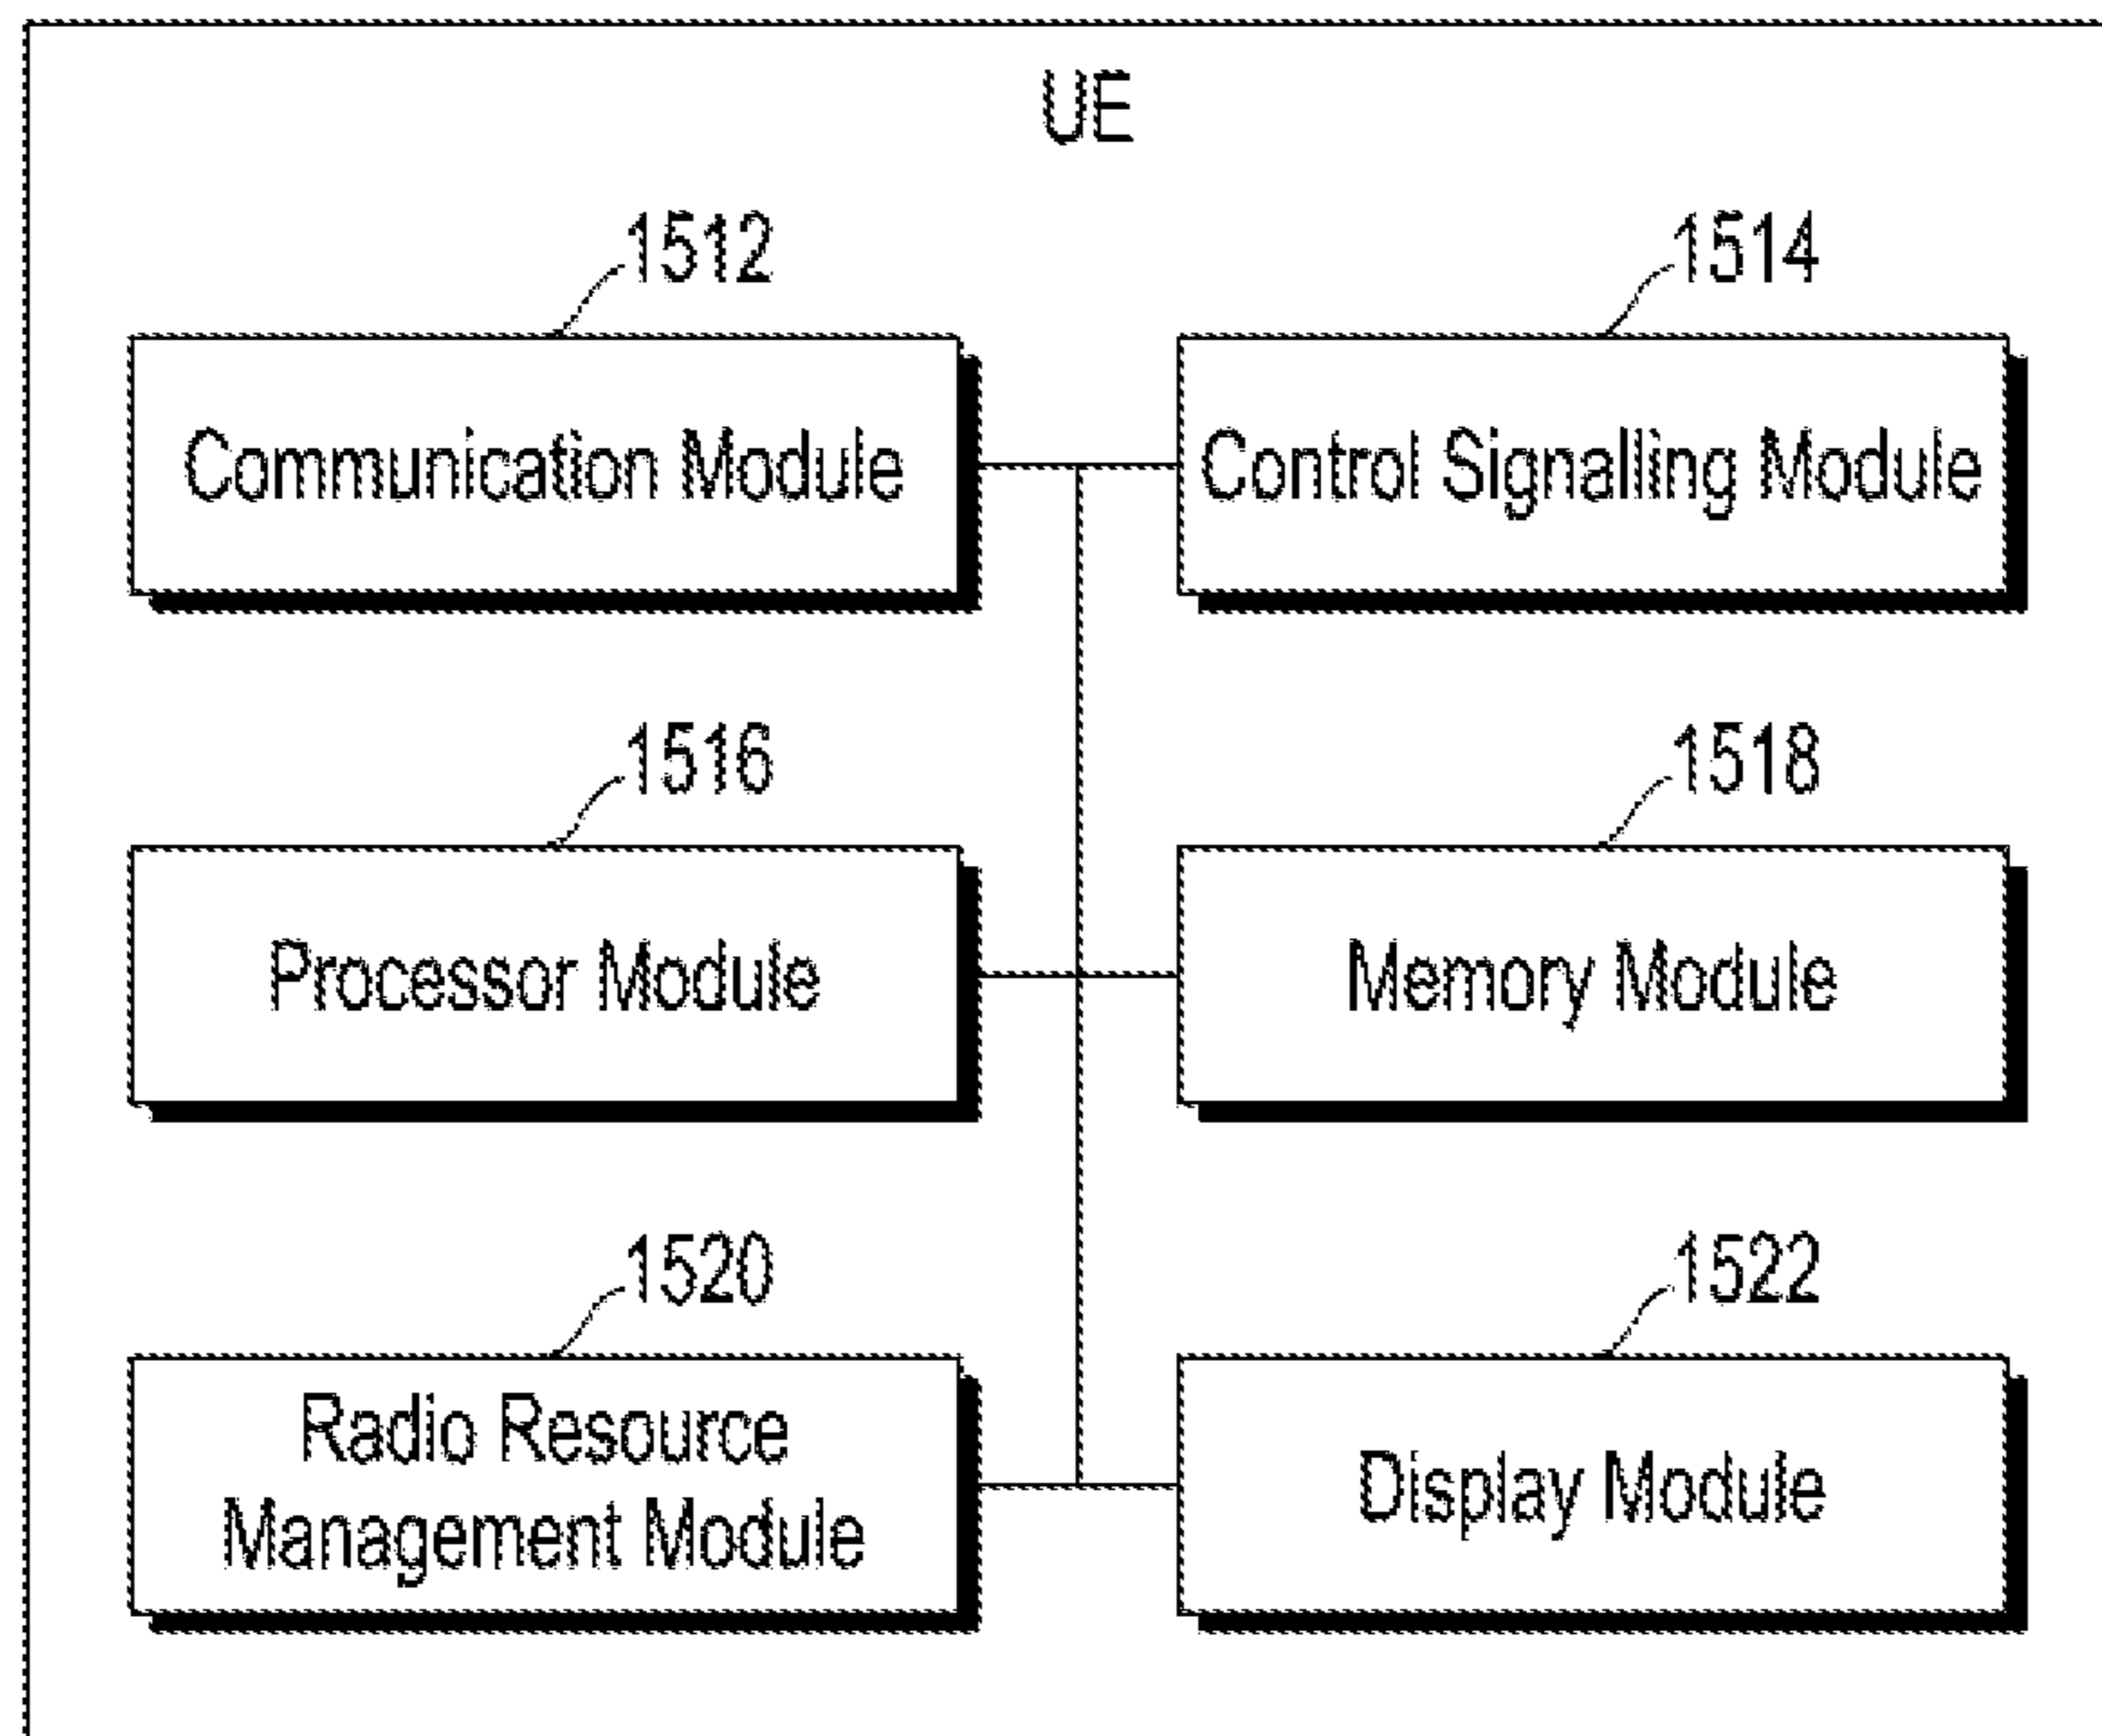 UE
1512
1514
Communication Module
Control Signalling Module
1516
1518
Processor Module
Memory Module
1520
1522
Radio Resource
Management Module
Display Module